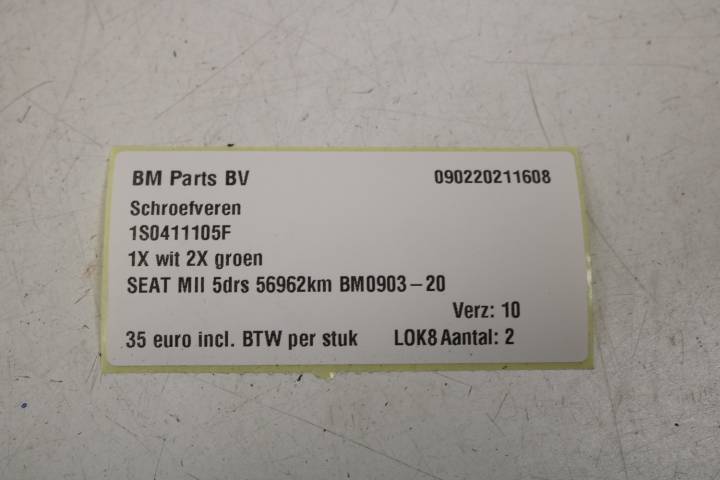 BM Parts BV 090220211608
Schroefveren
1S0411105F
1X wit 2X groen
SEAT MII 5drs 56962km BM0903-20
Verz: 10
35 euro incl. BTW per stuk LOK8 Aantal: 2